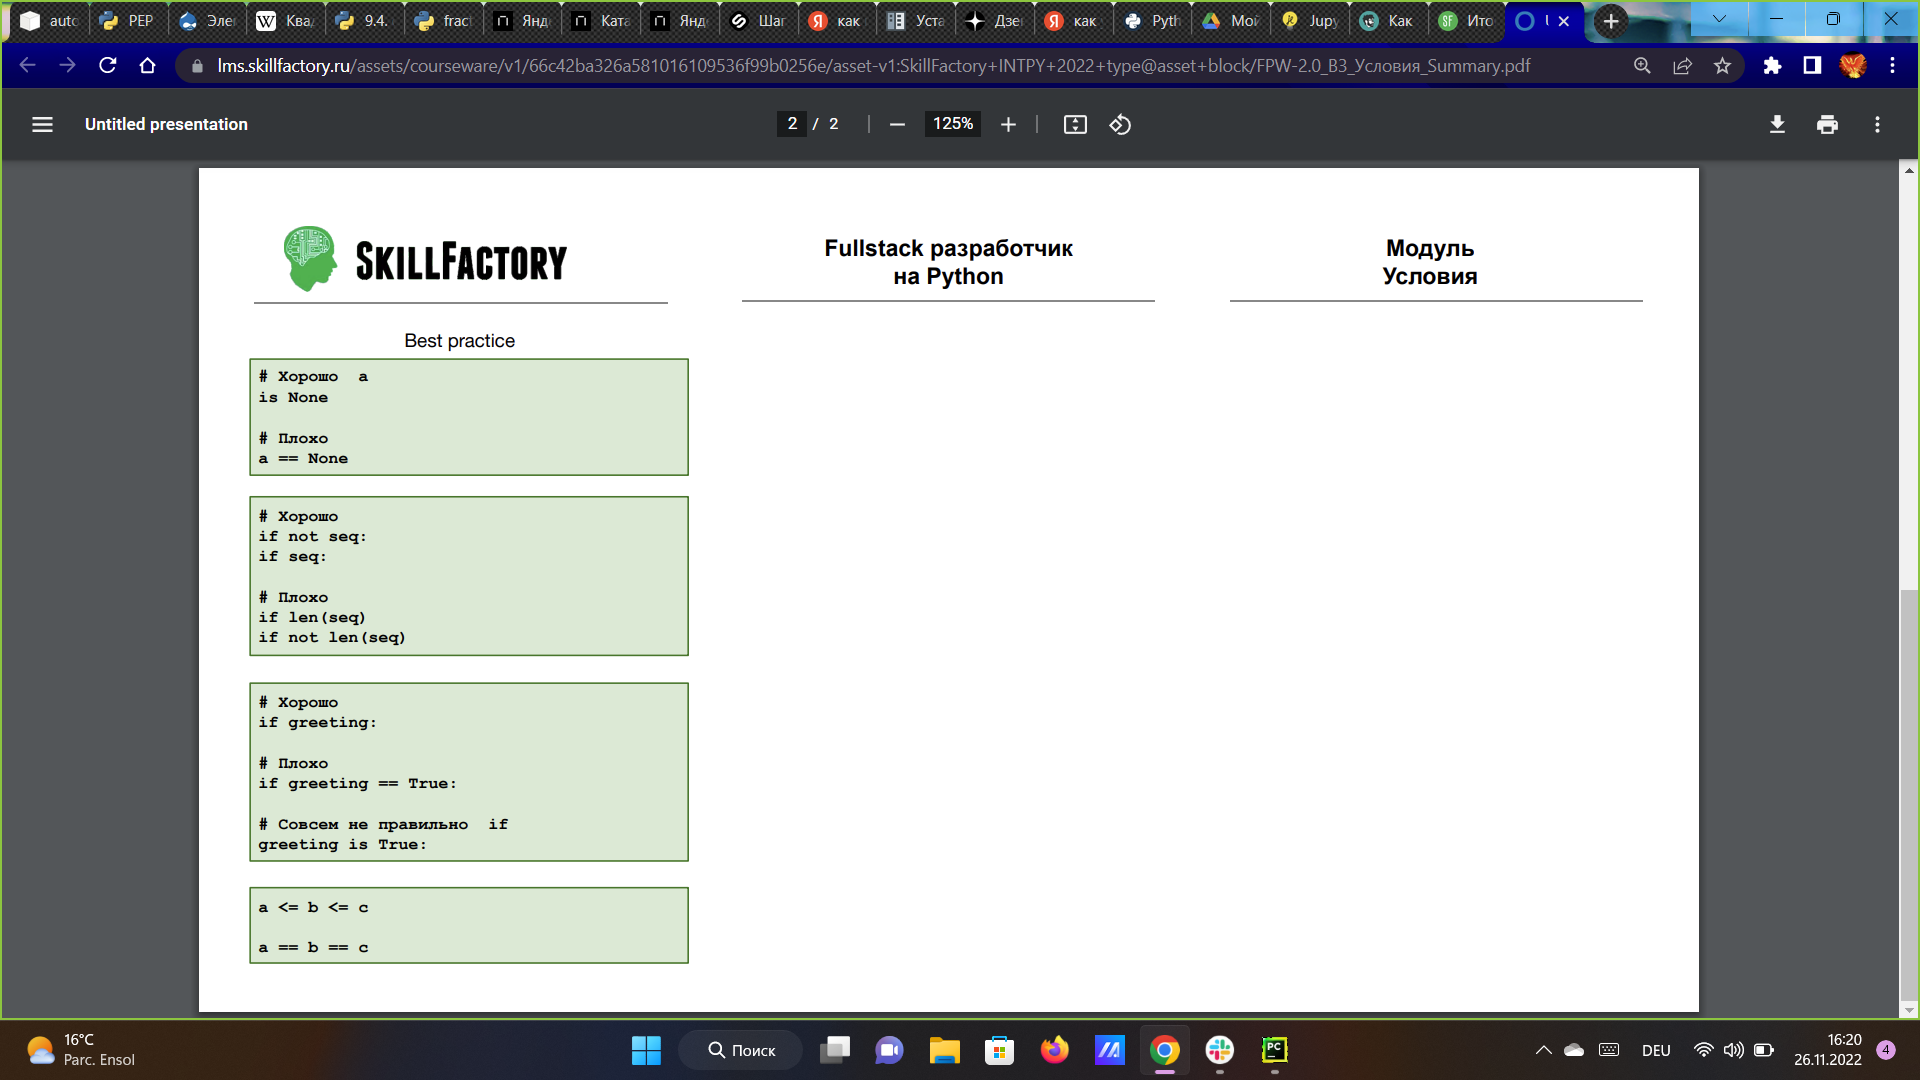 auto
PEP
Элен
Ква
9.4.
fract
Янд
Ката
Янд
Шаг
как
Уста
Дзе
как
Pyth
Мой
Jupy
Как
Ито
lms.skillfactory.ru/assets/courseware/v1/66c42ba326a581016109536f99b0256e/asset-v1:SkillFactory+INTPY+2022+type@asset+block/FPW-2.0_B3_Условия_Summary.pdf
Untitled presentation
2 / 2
125%
SKILLFACTORY
Fullstack разработчик
на Python
Модуль
Условия
Best practice
# Хорошо a
is None
# Плохо
a == None
# Хорошо
if not seq:
if seq:
# Плохо
if len(seq)
if not len(seq)
# Хорошо
if greeting:
# Плохо
if greeting == True:
# Совсем не правильно if
greeting is True:
a <= b <= c
a == b == c
16°C
Parc. Ensol
Поиск
PC
DEU
16:20
26.11.2022
4